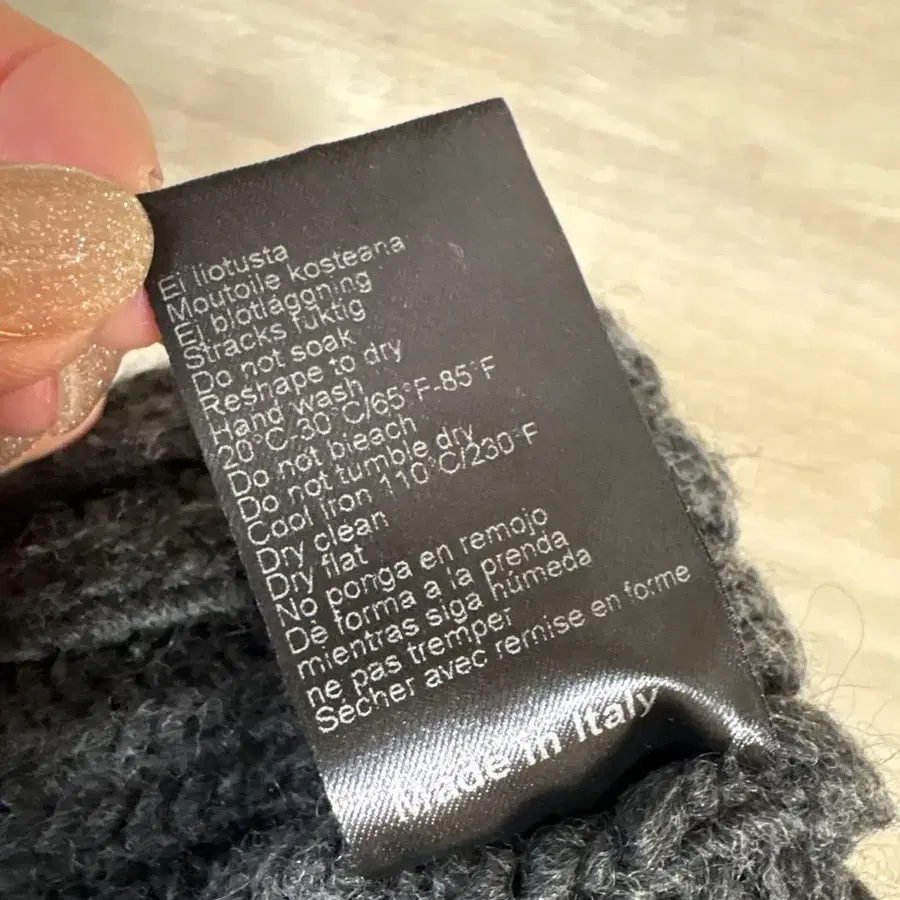 Ei liotusta
Moutoile kosteana
Ej blötläggning
Sträcks fuktig
Do not soak
Reshape to dry
Hand wash
20°C-30°C/65°F-85°F
Do not bleach
Do not tumble dry
Cool Iron 110°C/230°F
Dry clean
Dry flat
No ponga en remojo
Dé forma a la prenda
mientras siga húmeda
ne pas tremper
Sécher avec remise en forme
Made in Italy